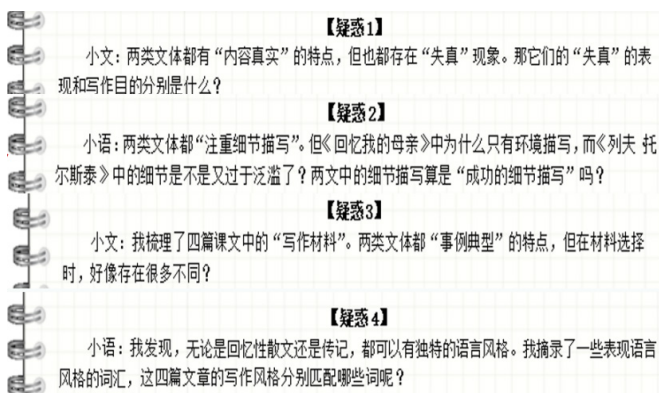 【疑惑1】
小文：两类文体都有“内容真实”的特点，但也都存在“失真”现象。那它们的“失真”的表
现和写作目的分别是什么？
【疑惑2】
小语：两类文体都“注重细节描写”。但《回忆我的母亲》中为什么只有环境描写，而《列夫 托
尔斯泰》中的细节是不是又过于泛滥了？两文中的细节描写算是“成功的细节描写”吗？
【疑惑3】
小文：我梳理了四篇课文中的“写作材料”。两类文体都“事例典型”的特点，但在材料选择
时，好像存在很多不同？
【疑惑4】
小语：我发现，无论是回忆性散文还是传记，都可以有独特的语言风格。我摘录了一些表现语言
风格的词汇，这四篇文章的写作风格分别匹配哪些词呢？